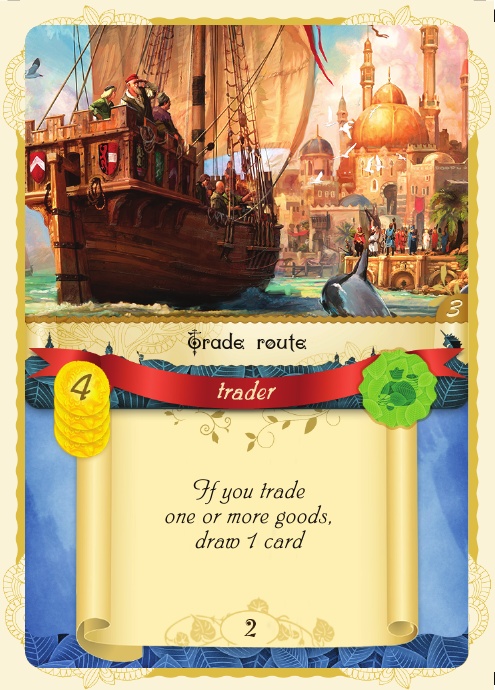 3
Trade route
4
trader
If you trade
one or more goods,
draw 1 card
2